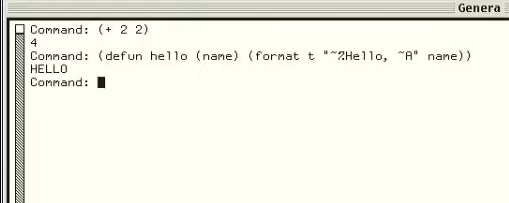 Genera
Command: (+ 2 2)
4
Command: (defun hello (name) (format t "~%Hello, ~A" name))
HELLO
Command: